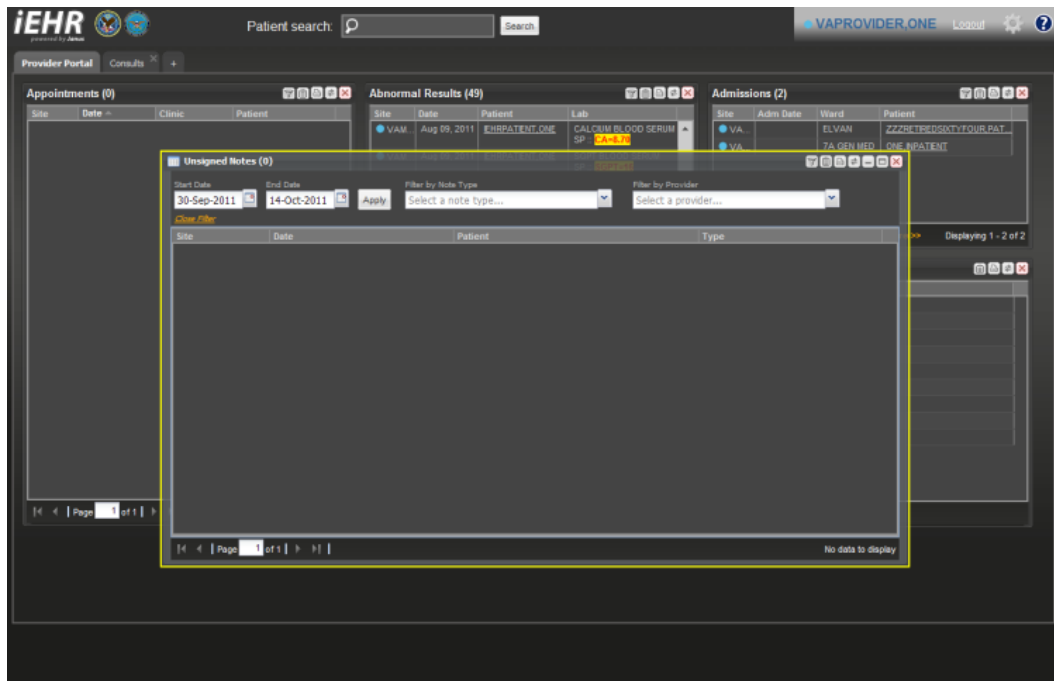 iEHR
powered by Janus
Patient search:
Search
VAPROVIDER,ONE
Logout
?
Provider Portal
Consults
+
Appointments (0)
Site Date Clinic Patient
Page 1 of 1
Abnormal Results (49)
Site Date Patient Lab
VAM... Aug 09, 2011 EHRPATIENT,ONE CALCIUM BLOOD SERUM
SP : CA=8.70
Admissions (2)
Site Adm Date Ward Patient
VA... ELVAN ZZZRETIREDSIXTYFOUR,PAT...
VA... 7A GEN MED ONE,INPATIENT
>> Displaying 1 - 2 of 2
Unsigned Notes (0)
Start Date End Date Filter by Note Type Filter by Provider
30-Sep-2011 14-Oct-2011 Apply Select a note type... Select a provider...
Close Filter
Site Date Patient Type
Page 1 of 1
No data to display